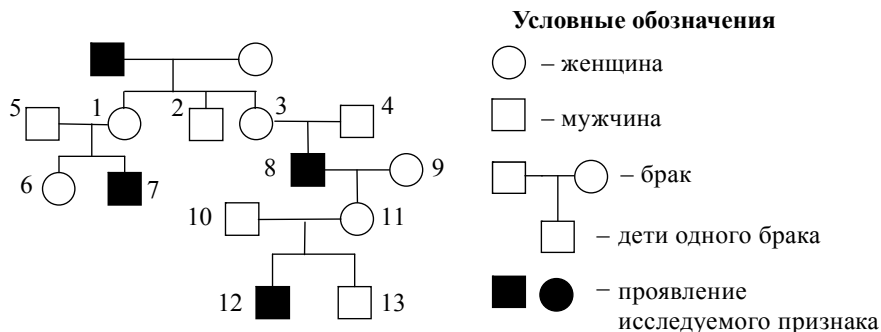 Условные обозначения
– женщина
5 1 2 3 4
– мужчина
8 9
– брак
6 7
10 11
– дети одного брака
12 13
– проявление
исследуемого признака